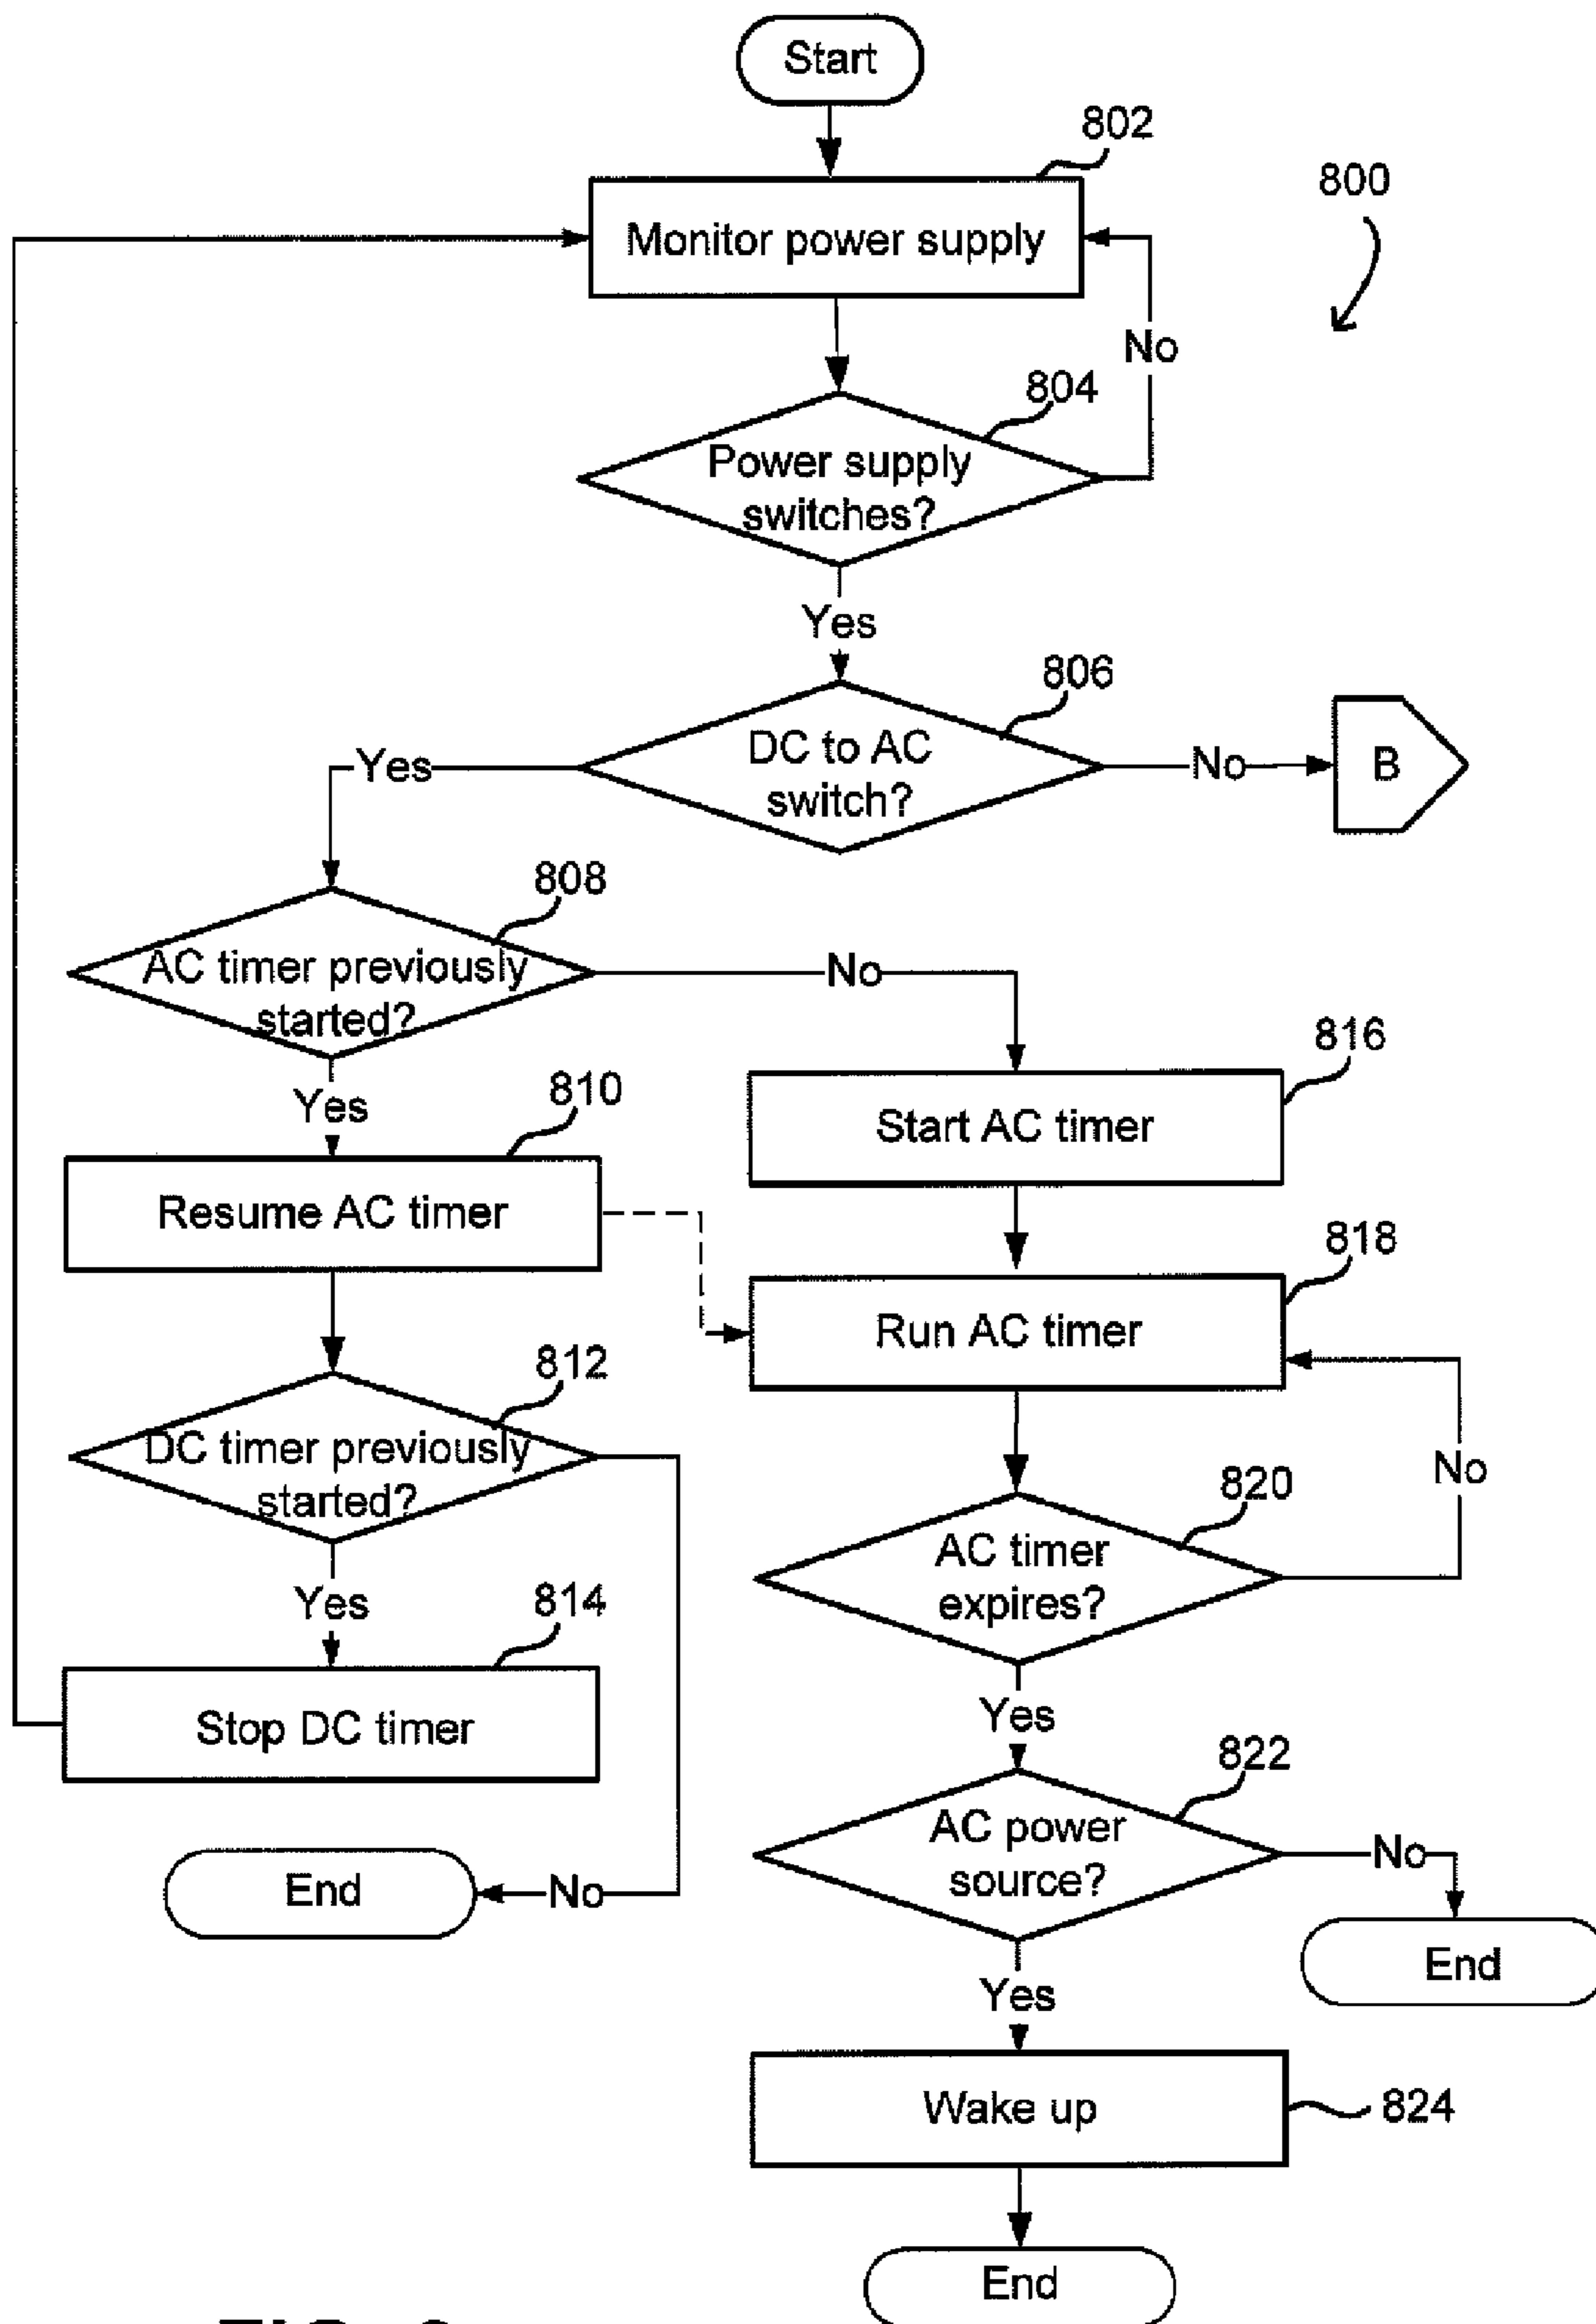 Start
802
800
Monitor power supply
No
804
Power supply
switches?
Yes
806
DC to AC
switch?
Yes
No
B
808
AC timer previously
started?
No
816
Yes
810
Start AC timer
Resume AC timer
818
Run AC timer
812
DC timer previously
started?
No
820
AC timer
expires?
Yes
814
Stop DC timer
Yes
822
AC power
source?
No
End
No
End
Yes
Wake up
824
End